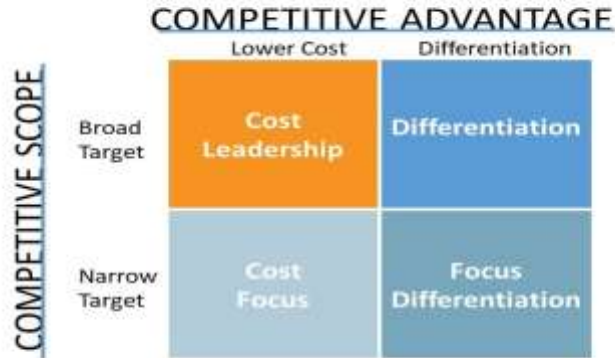 COMPETITIVE ADVANTAGE
Lower Cost Differentiation
COMPETITIVE SCOPE
Broad
Target
Cost
Leadership
Differentiation
Narrow
Target
Cost
Focus
Focus
Differentiation